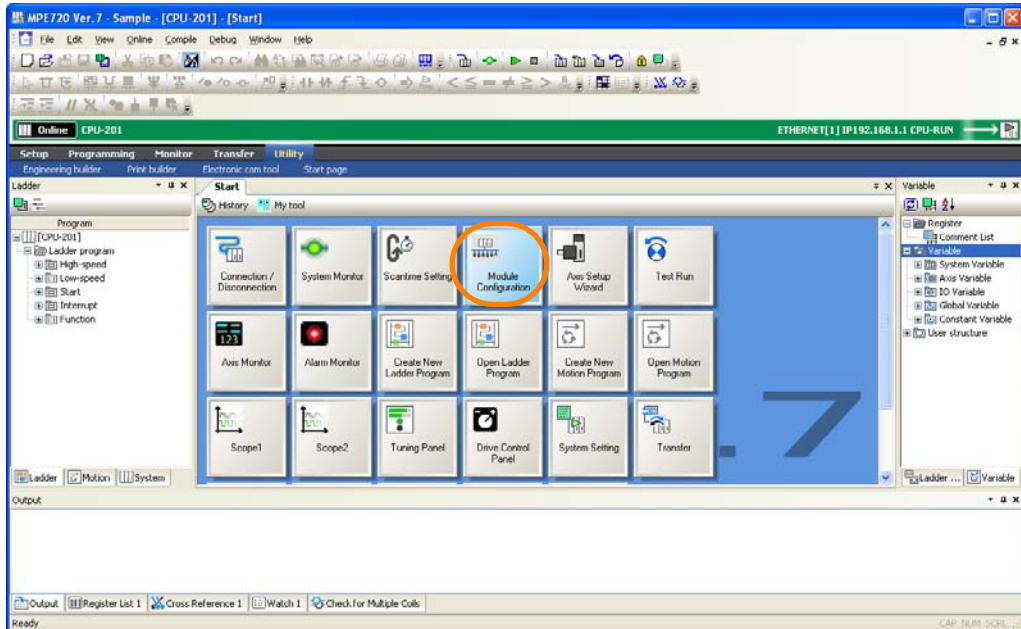 MPE720 Ver. 7 - Sample - [CPU-201] - [Start]
File Edit View Online Compile Debug Window Help
Online CPU-201 ETHERNET[1] IP192.168.1.1 CPU-RUN
Setup Programming Monitor Transfer Utility
Engineering builder Print builder Electronic cam tool Start page
Ladder
Start
Variable
History My tool
Program
[CPU-201]
Ladder program
High-speed
Low-speed
Start
Interrupt
Function
Connection / Disconnection
System Monitor
Scantime Setting
Module Configuration
Axis Setup Wizard
Test Run
123
Axis Monitor
Alarm Monitor
Create New Ladder Program
Open Ladder Program
Create New Motion Program
Open Motion Program
Scope1
Scope2
Tuning Panel
Drive Control Panel
System Setting
Transfer
.7
Register
Comment List
Variable
System Variable
Axis Variable
IO Variable
Global Variable
Constant Variable
User structure
Ladder Motion System
Ladder ... Variable
Output
Output Register List 1 Cross Reference 1 Watch 1 Check for Multiple Coils
Ready CAP NUM SCRL